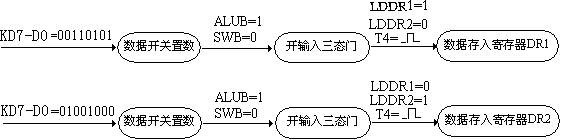 LDDR1=1
ALUB=1
LDDR2=0
KD7-D0=00110101
SWB=0
T4=
数据开关置数
开输入三态门
数据存入寄存器DR1
LDDR1=0
ALUB=1
LDDR2=1
KD7-D0=01001000
SWB=0
T4=
数据开关置数
开输入三态门
数据存入寄存器DR2